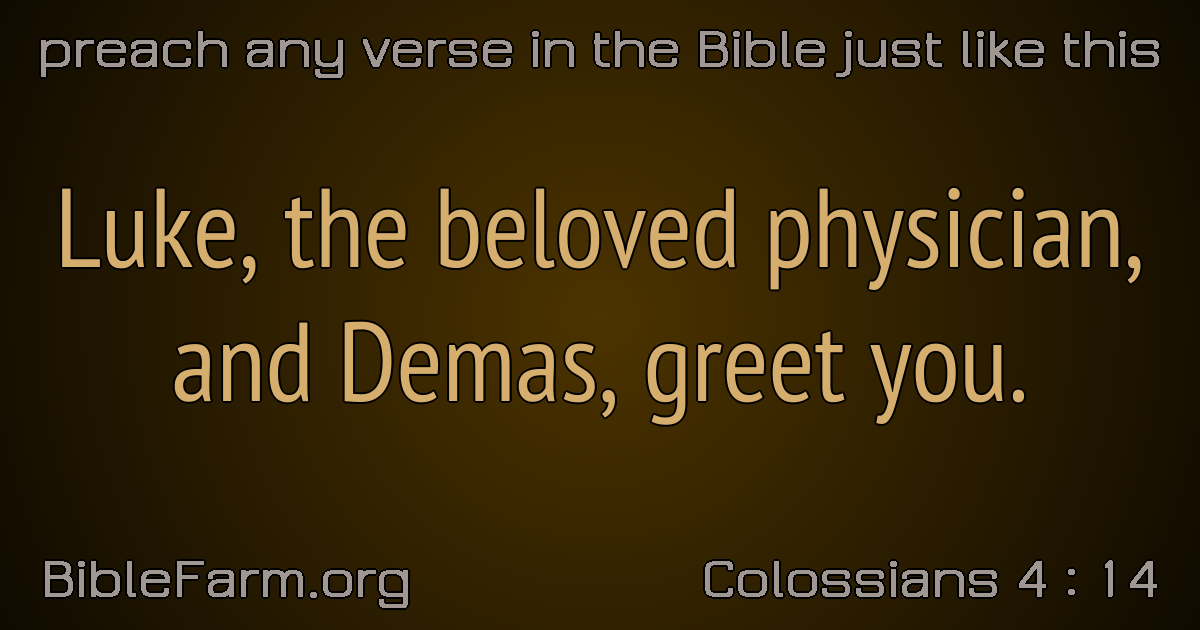 preach any verse in the Bible just like this
Luke, the beloved physician,
and Demas, greet you.
BibleFarm.org
Colossians 4 : 14